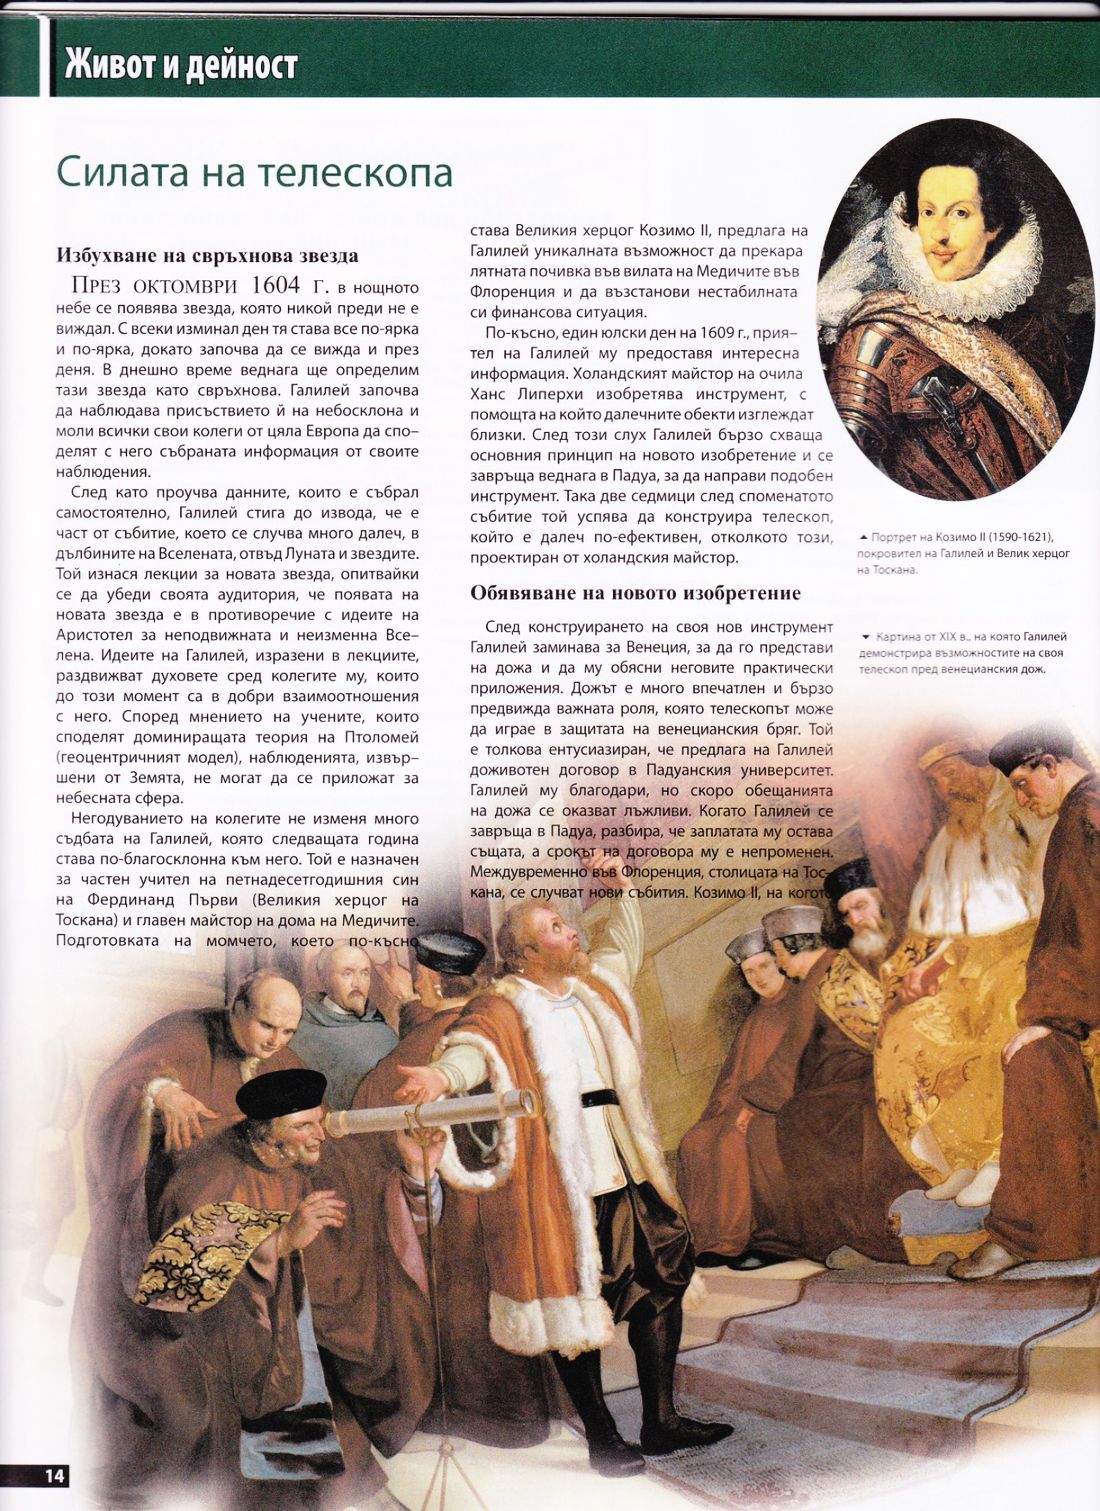 Живот и дейност
Силата на телескопа
Избухване на свръхнова звезда
През октомври 1604 г. в нощното
небе се появява звезда, която никой преди не е
виждал. С всеки изминал ден тя става все по-ярка
и по-ярка, докато започва да се вижда и през
деня. В днешно време веднага ще определим
тази звезда като свръхнова. Галилей започва
да наблюдава присъствието ѝ на небосклона и
моли всички свои колеги от цяла Европа да спо-
делят с него събраната информация от своите
наблюдения.
След като проучва данните, които е събрал
самостоятелно, Галилей стига до извода, че е
част от събитие, което се случва много далеч, в
дълбините на Вселената, отвъд Луната и звездите.
Той изнася лекции за новата звезда, опитвайки
се да убеди своята аудитория, че появата на
новата звезда е в противоречие с идеите на
Аристотел за неподвижната и неизменна Все-
лена. Идеите на Галилей, изразени в лекциите,
раздвижват духовете сред колегите му, които
до този момент са в добри взаимоотношения
с него. Според мнението на учените, които
споделят доминиращата теория на Птоломей
(геоцентричният модел), наблюденията, извър-
шени от Земята, не могат да се приложат за
небесната сфера.
Негодуванието на колегите не изменя много
съдбата на Галилей, която следващата година
става по-благосклонна към него. Той е назначен
за частен учител на петнадесетгодишния син
на Фердинанд Първи (Великия херцог на
Тоскана) и главен майстор на дома на Медичите.
Подготовката на момчето, което по-късно
става Великия херцог Козимо II, предлага на
Галилей уникалната възможност да прекара
лятната почивка във вилата на Медичите във
Флоренция и да възстанови нестабилната
си финансова ситуация.
По-късно, един юлски ден на 1609 г., прия-
тел на Галилей му предоставя интересна
информация. Холандският майстор на очила
Ханс Липерхи изобретява инструмент, с
помощта на който далечните обекти изглеждат
близки. След този слух Галилей бързо схваща
основния принцип на новото изобретение и се
завръща веднага в Падуа, за да направи подобен
инструмент. Така две седмици след споменатото
събитие той успява да конструира телескоп,
който е далеч по-ефективен, отколкото този,
проектиран от холандския майстор.
Обявяване на новото изобретение
След конструирането на своя нов инструмент
Галилей заминава за Венеция, за да го представи
на дожа и да му обясни неговите практически
приложения. Дожът е много впечатлен и бързо
предвижда важната роля, която телескопът може
да играе в защитата на венецианския бряг. Той
е толкова ентусиазиран, че предлага на Галилей
доживотен договор в Падуанския университет.
Галилей му благодари, но скоро обещанията
на дожа се оказват лъжливи. Когато Галилей се
завръща в Падуа, разбира, че заплатата му остава
същата, а срокът на договора му е непроменен.
Междувременно във Флоренция, столицата на Тос-
кана, се случват нови събития. Козимо II, на когото
Портрет на Козимо II (1590-1621),
покровител на Галилей и Велик херцог
на Тоскана.
Картина от XIX в., на която Галилей
демонстрира възможностите на своя
телескоп пред венецианския дож.
14